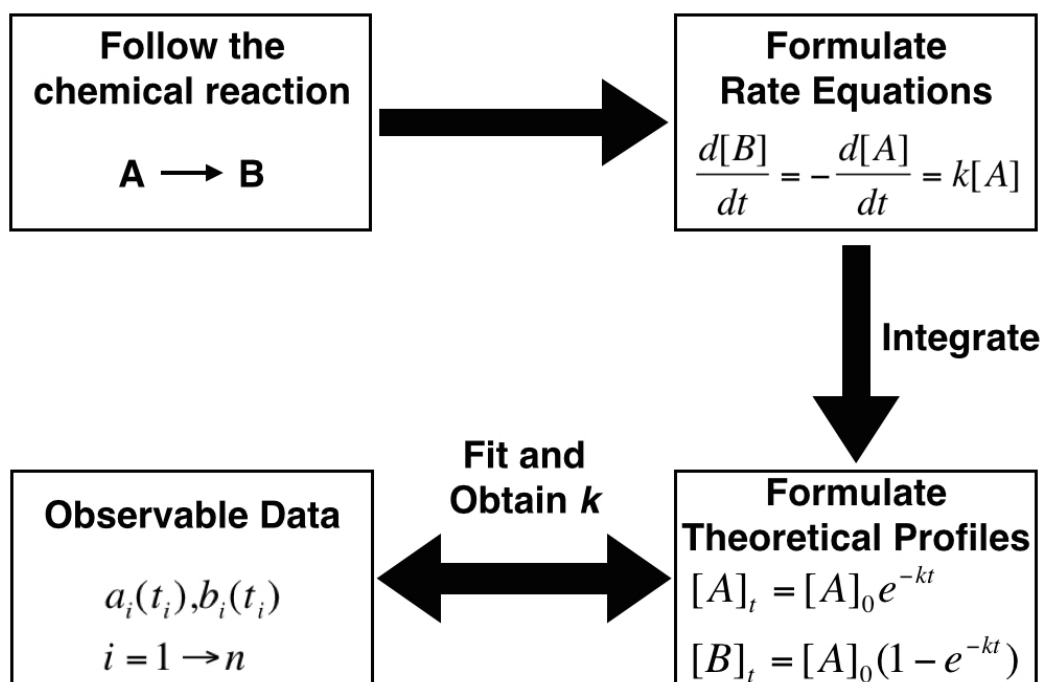 Follow the
chemical reaction
A ⟶ B
Formulate
Rate Equations
d[B]/dt = − d[A]/dt = k[A]
Integrate
Fit and
Obtain k
Observable Data
a_i(t_i),b_i(t_i)
i = 1 → n
Formulate
Theoretical Profiles
[A]_t = [A]_0 e^{−kt}
[B]_t = [A]_0 (1 − e^{−kt})